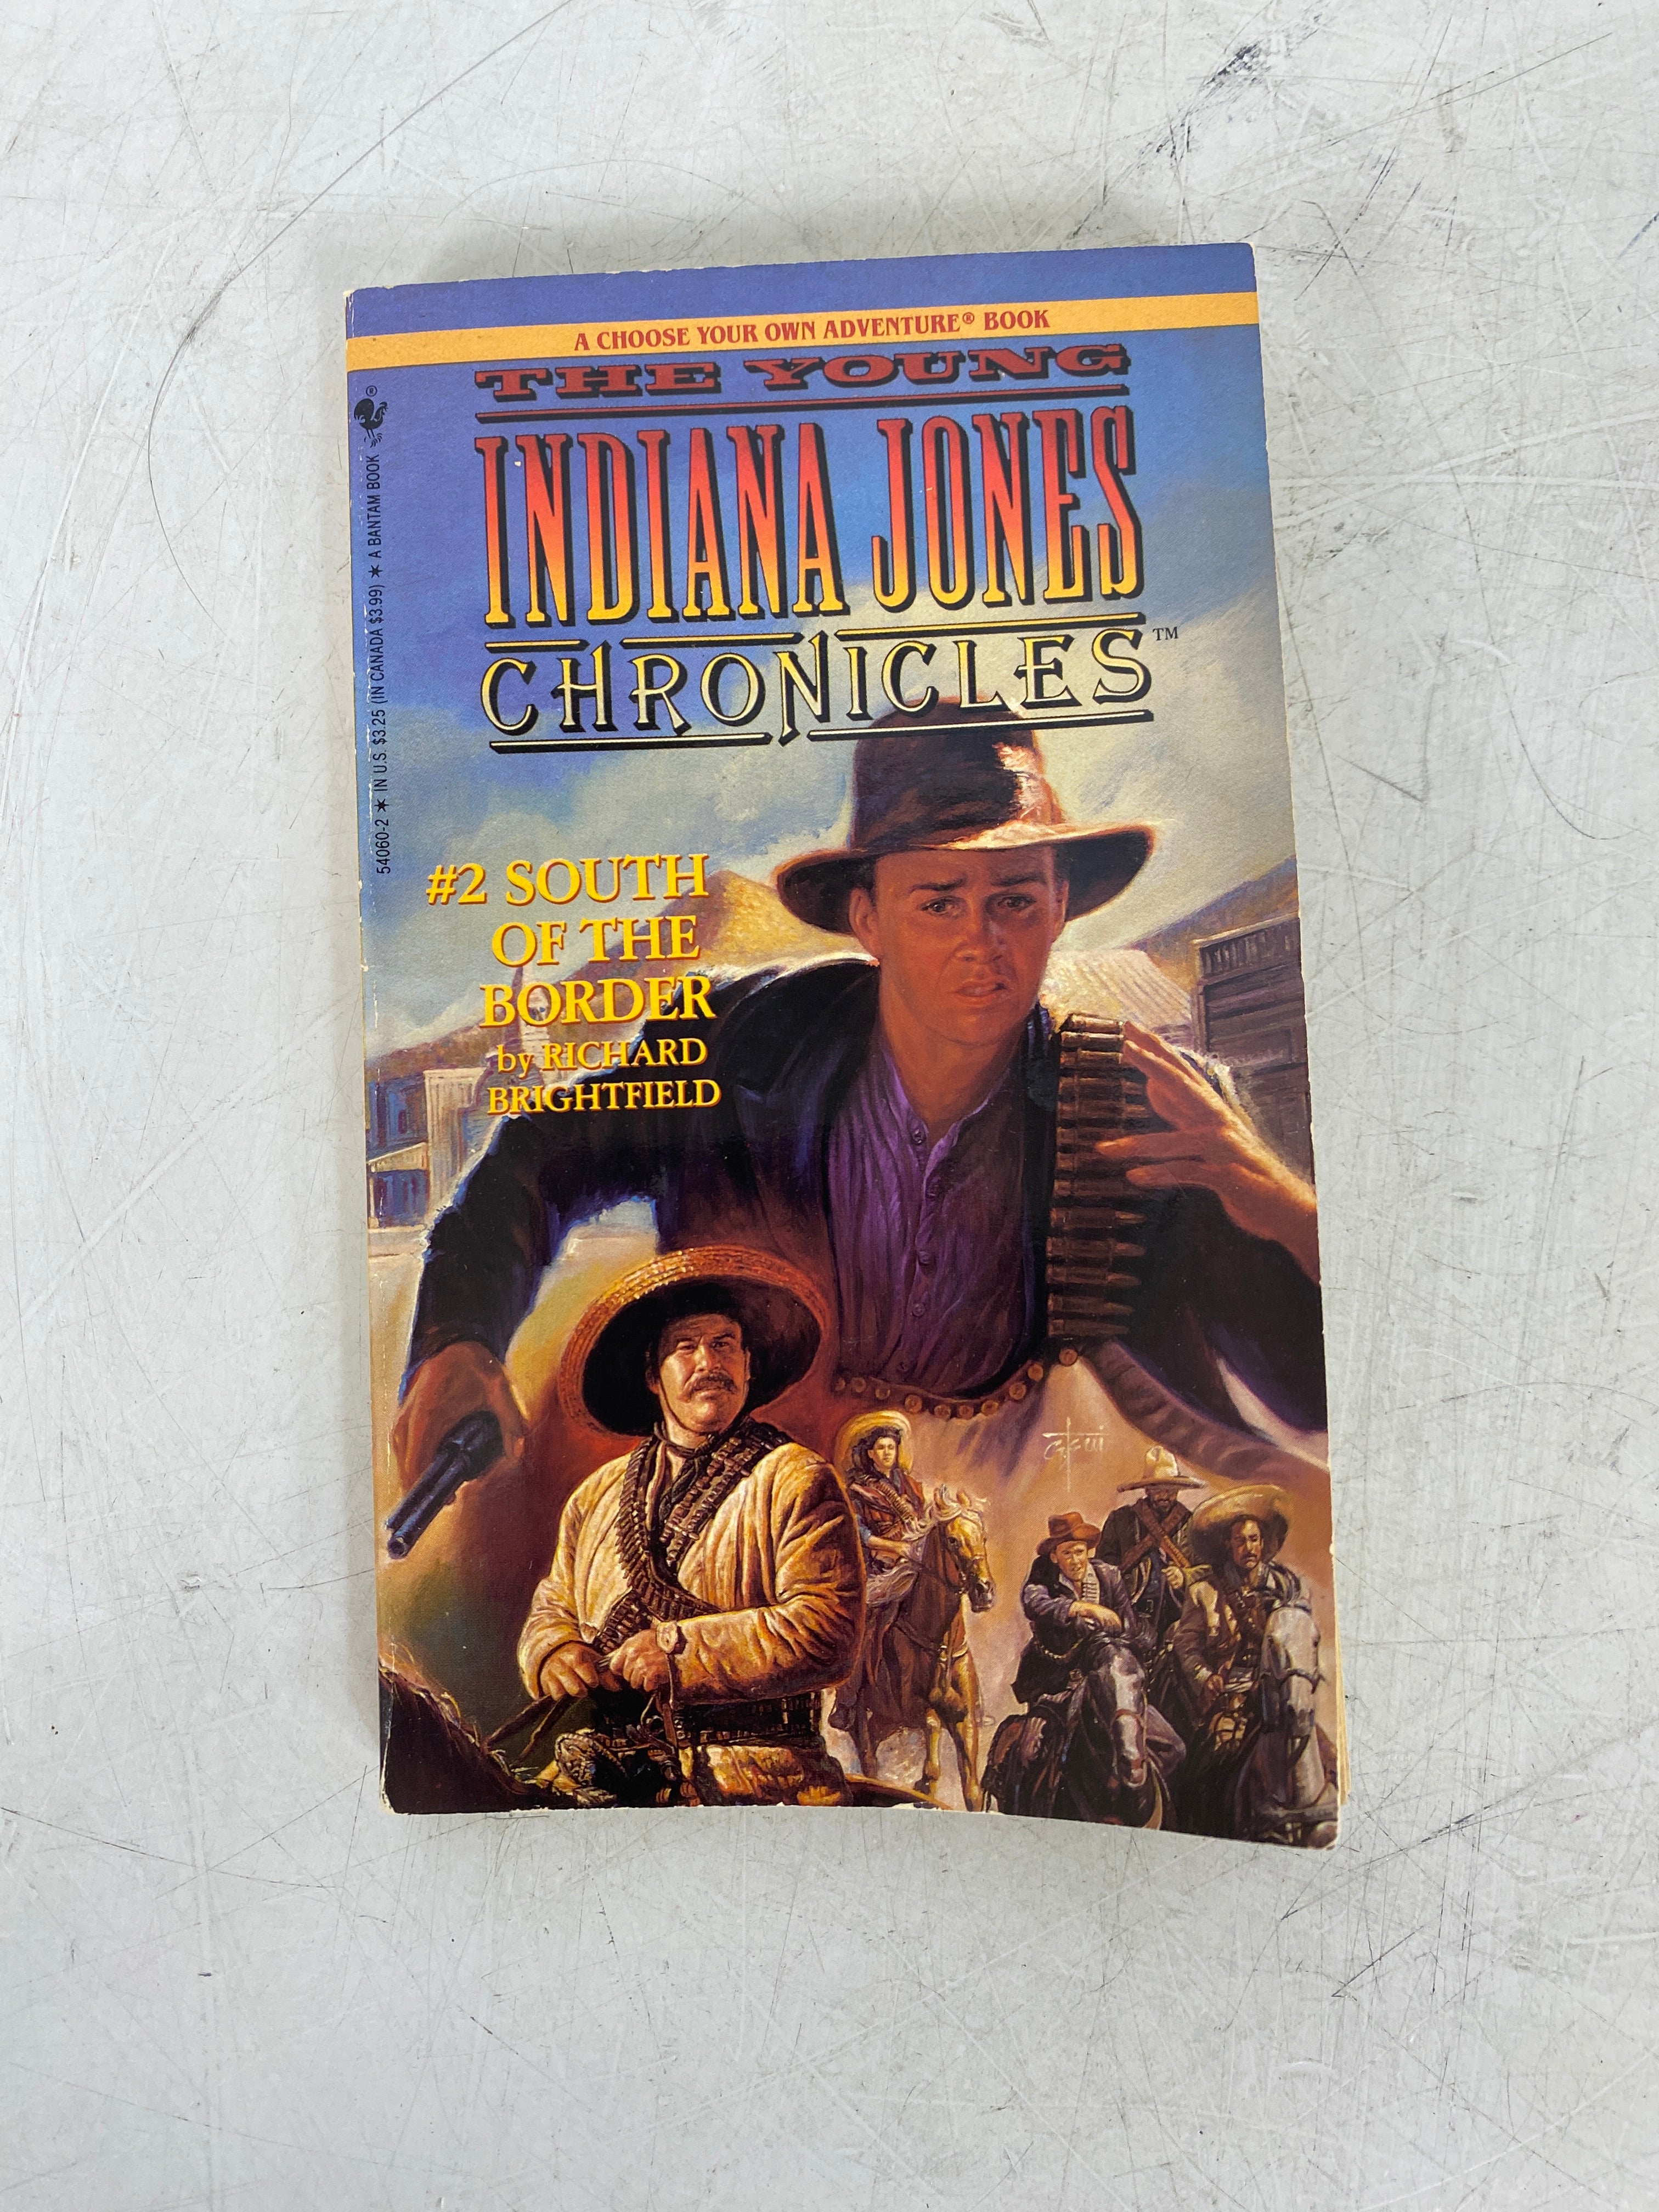 A CHOOSE YOUR OWN ADVENTURE® BOOK
THE YOUNG
INDIANA JONES
CHRONICLES™
54060-2 ★ IN U.S. $3.25 (IN CANADA $3.99) ★ A BANTAM BOOK ®
#2 SOUTH
OF THE
BORDER
by RICHARD
BRIGHTFIELD